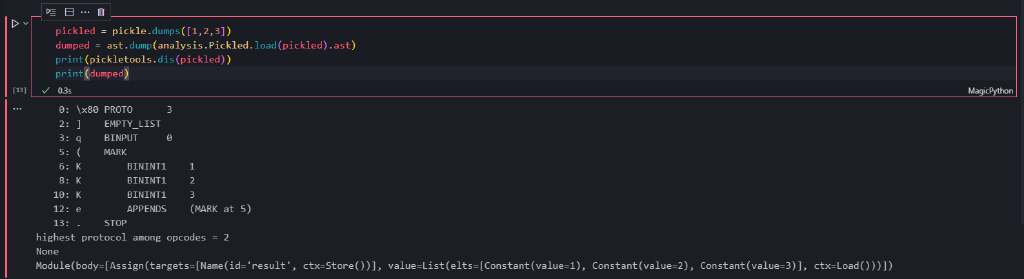 pickled = pickle.dumps([1,2,3])
dumped = ast.dump(analysis.Pickled.load(pickled).ast)
print(pickletools.dis(pickled))
print(dumped)
[11] 0.3s MagicPython
0: \x80 PROTO 3
2: ] EMPTY_LIST
3: q BINPUT 0
5: ( MARK
6: K BININT1 1
8: K BININT1 2
10: K BININT1 3
12: e APPENDS (MARK at 5)
13: . STOP
highest protocol among opcodes = 2
None
Module(body=[Assign(targets=[Name(id='result', ctx=Store())], value=List(elts=[Constant(value=1), Constant(value=2), Constant(value=3)], ctx=Load()))])